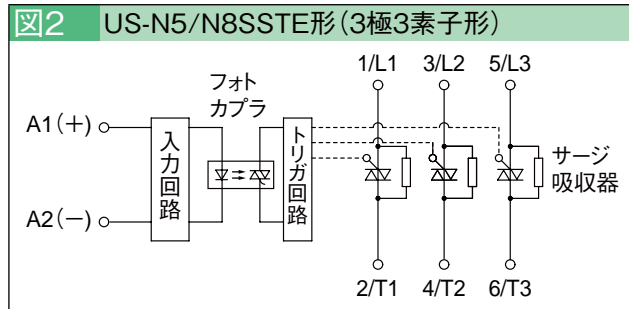 図2 US-N5/N8SSTE形(3極3素子形)
1/L1 3/L2 5/L3
フォト
カプラ
A1(+)
入力回路
トリガ回路
サージ
吸収器
A2(−)
2/T1 4/T2 6/T3